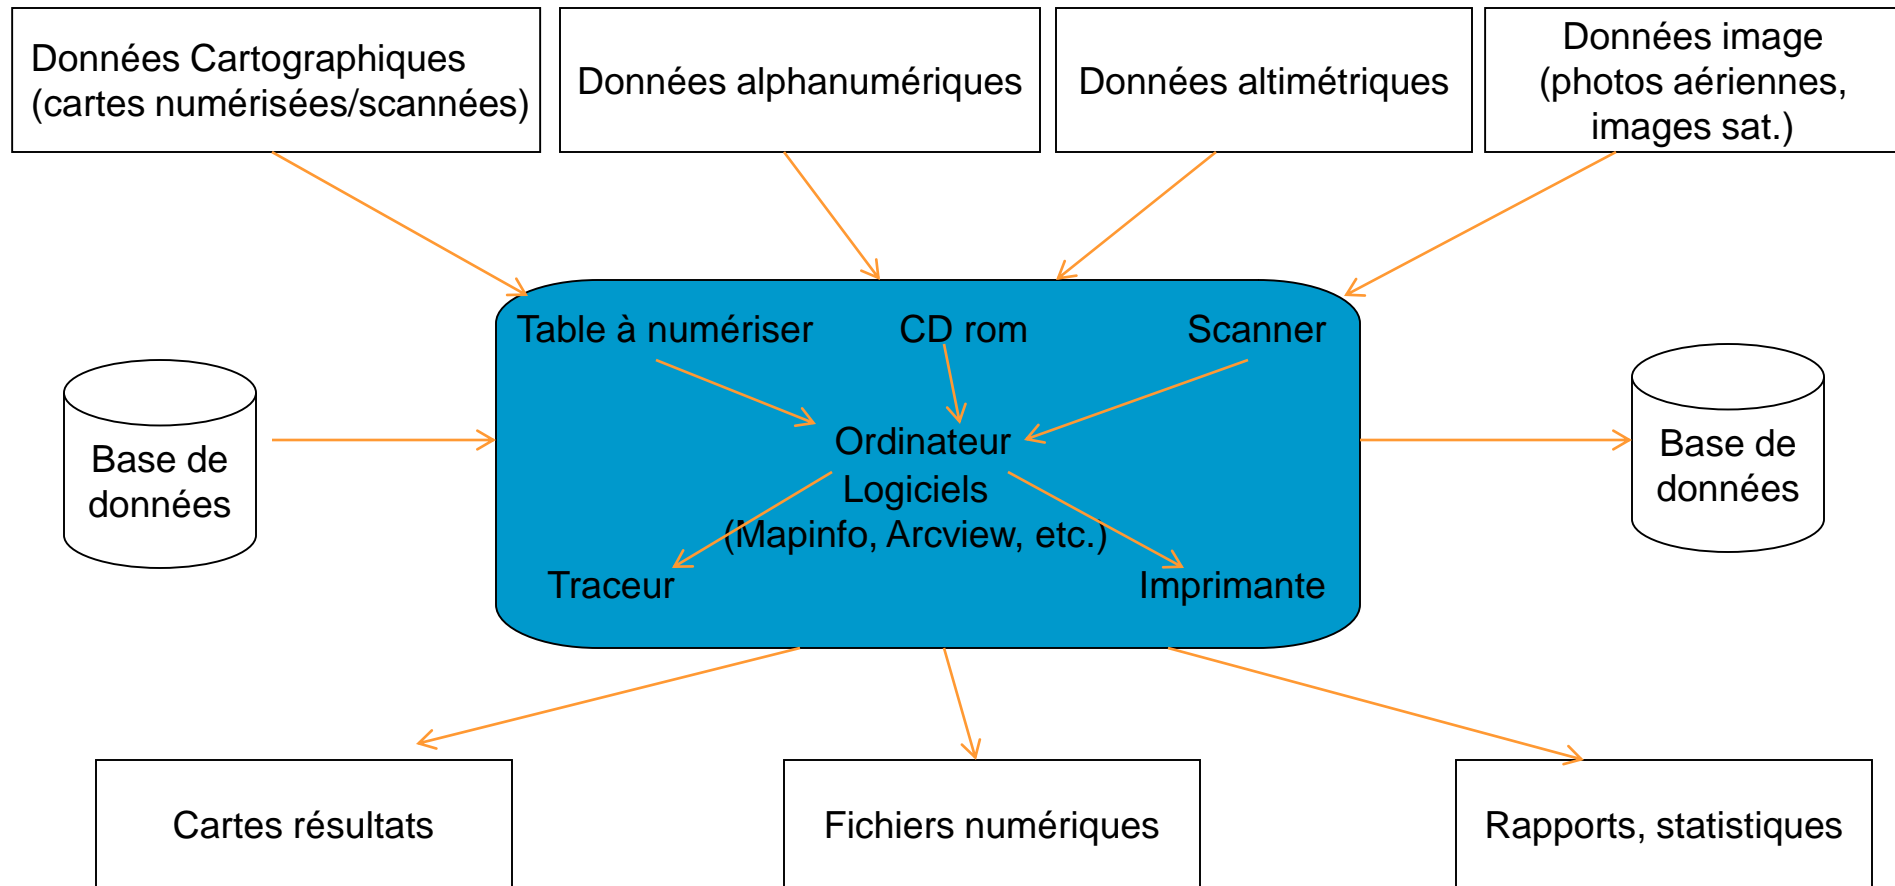 Données Cartographiques
(cartes numérisées/scannées)
Données alphanumériques
Données altimétriques
Données image
(photos aériennes,
images sat.)
Table à numériser
CD rom
Scanner
Base de
données
Ordinateur
Logiciels
(Mapinfo, Arcview, etc.)
Traceur
Imprimante
Base de
données
Cartes résultats
Fichiers numériques
Rapports, statistiques